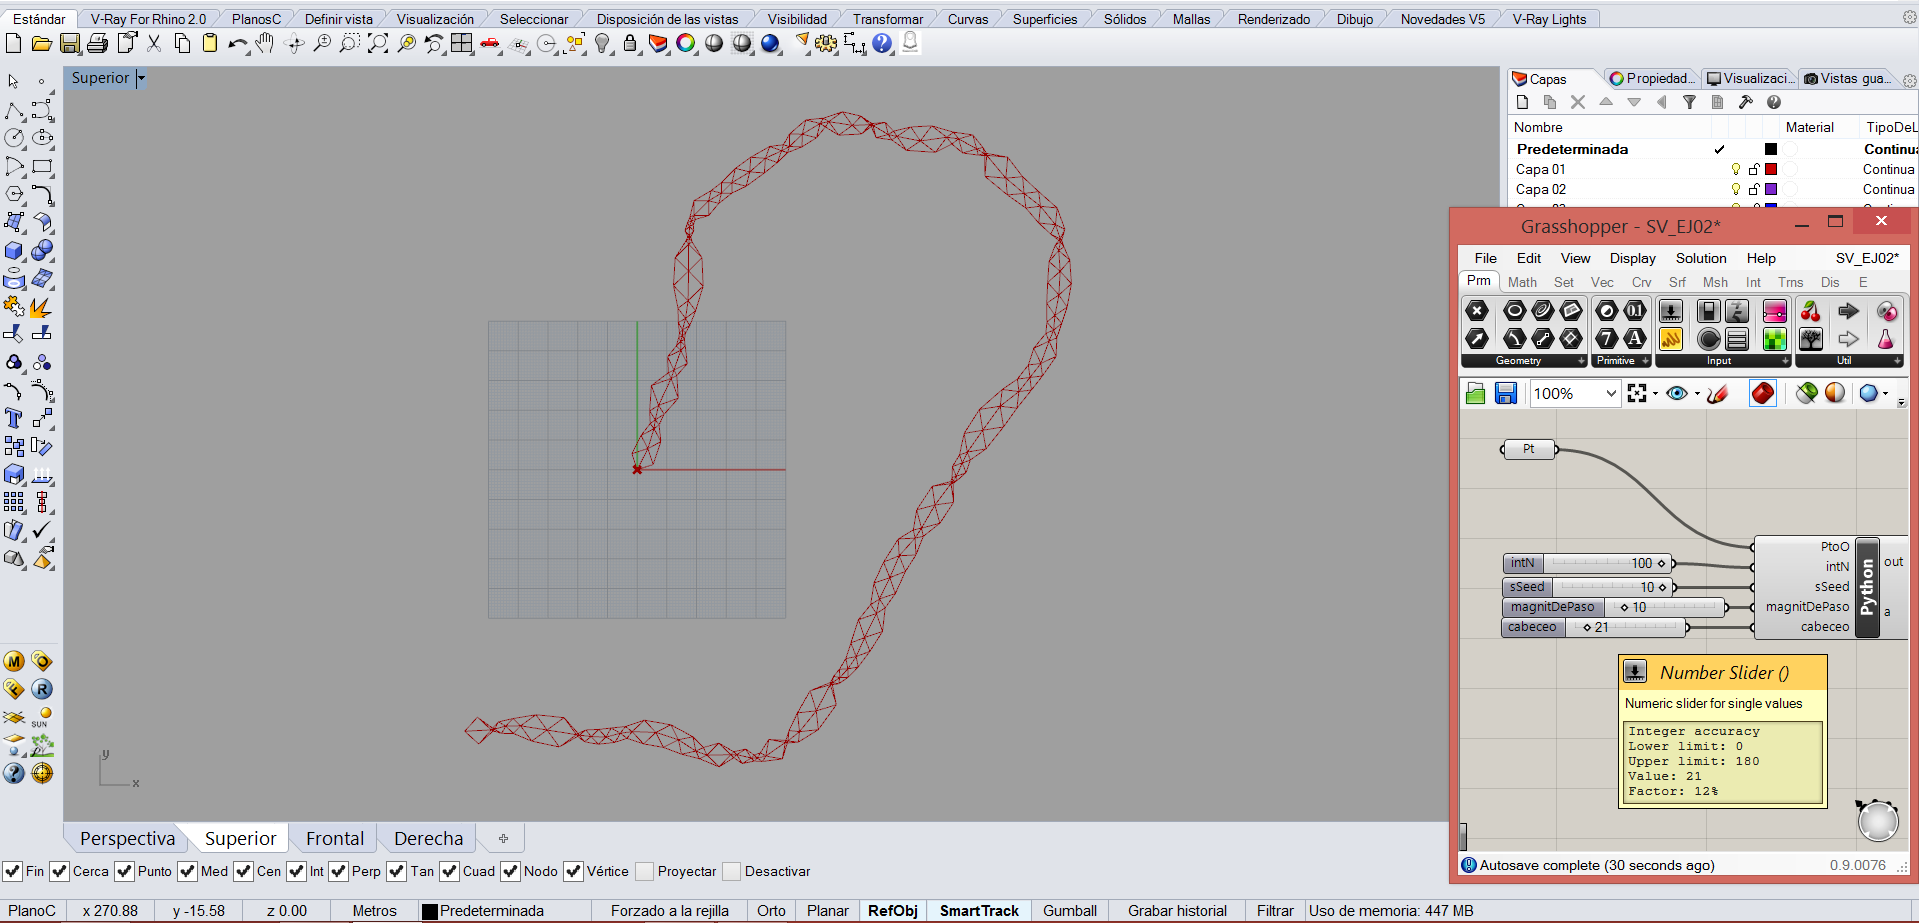 Estándar V-Ray For Rhino 2.0 PlanosC Definir vista Visualización Seleccionar Disposición de las vistas Visibilidad Transformar Curvas Superficies Sólidos Mallas Renderizado Dibujo Novedades V5 V-Ray Lights
Superior
Capas Propiedad... Visualizaci... Vistas gua...
Nombre Material TipoDeL
Predeterminada Continu
Capa 01 Continua
Capa 02 Continua
Grasshopper - SV_EJ02*
File Edit View Display Solution Help SV_EJ02*
Prm Math Set Vec Crv Srf Msh Int Trns Dis E
Geometry Primitive Input Util
100%
Pt
PtoO
intN 100 intN
sSeed 10 sSeed
magnitDePaso 10 magnitDePaso
cabeceo 21 cabeceo
Python
out
a
Number Slider ()
Numeric slider for single values
Integer accuracy
Lower limit: 0
Upper limit: 180
Value: 21
Factor: 12%
Autosave complete (30 seconds ago) 0.9.0076
SUN
y
x
Perspectiva Superior Frontal Derecha
Fin Cerca Punto Med Cen Int Perp Tan Cuad Nodo Vértice Proyectar Desactivar
PlanoC x 270.88 y -15.58 z 0.00 Metros Predeterminada Forzado a la rejilla Orto Planar RefObj SmartTrack Gumball Grabar historial Filtrar Uso de memoria: 447 MB